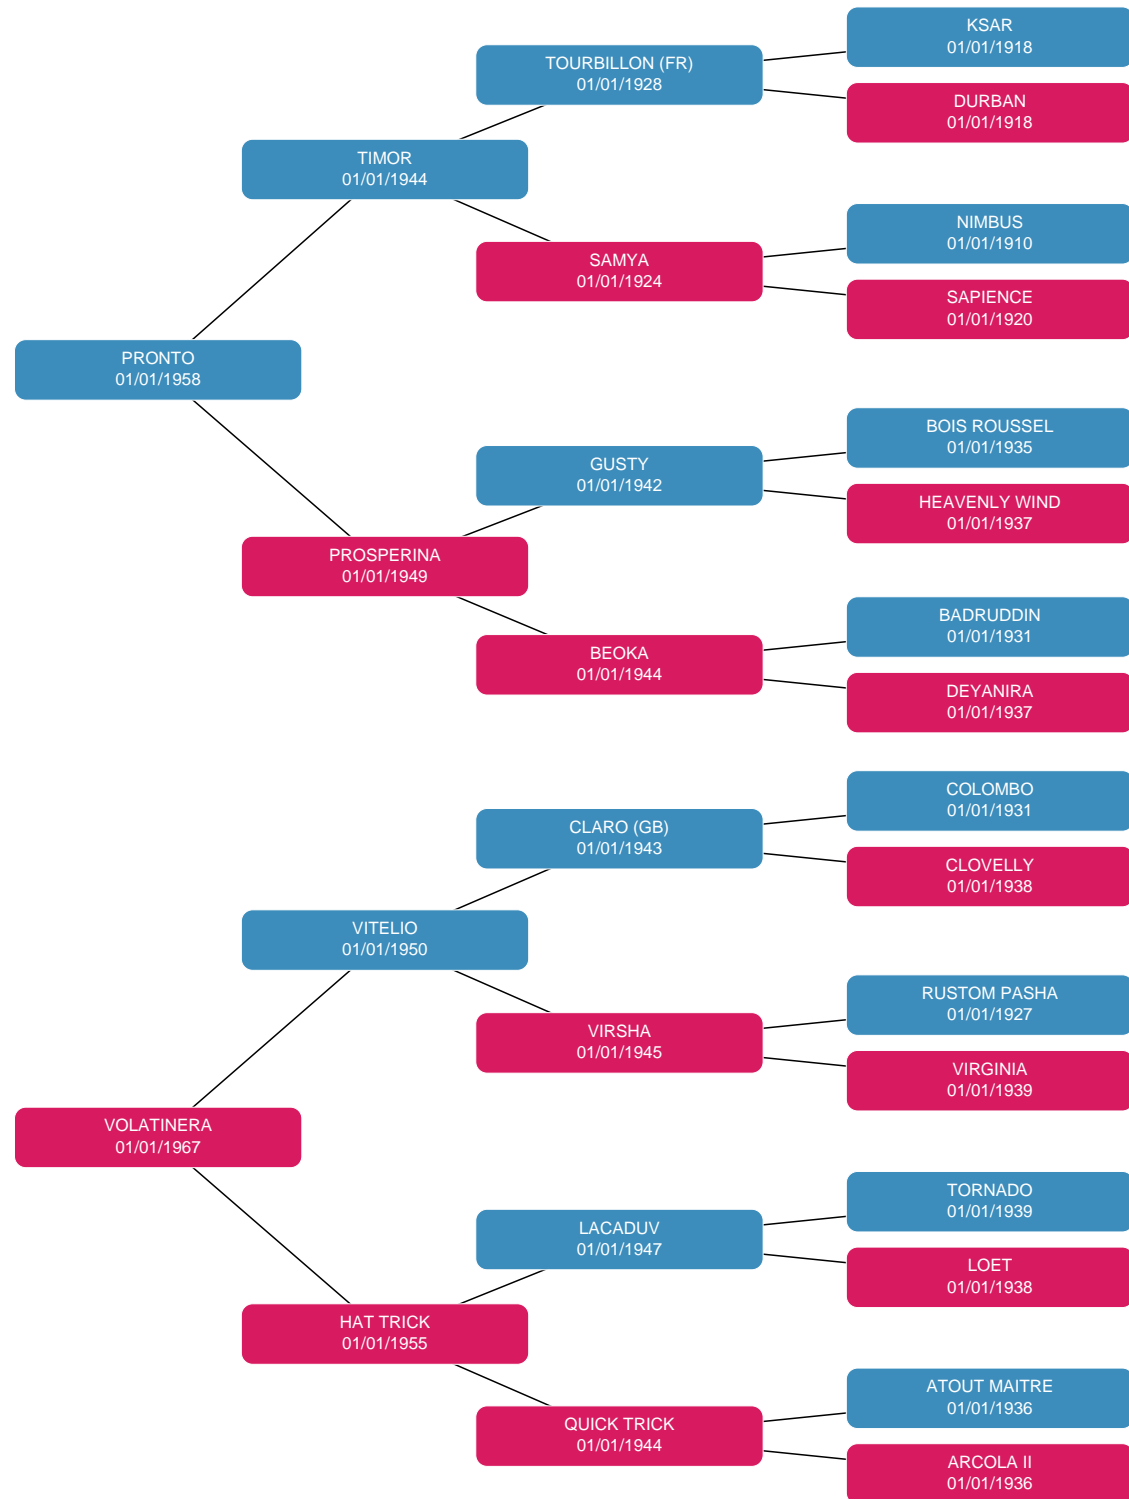 KSAR
01/01/1918
TOURBILLON (FR)
01/01/1928
DURBAN
01/01/1918
TIMOR
01/01/1944
NIMBUS
01/01/1910
SAMYA
01/01/1924
SAPIENCE
01/01/1920
PRONTO
01/01/1958
BOIS ROUSSEL
01/01/1935
GUSTY
01/01/1942
HEAVENLY WIND
01/01/1937
PROSPERINA
01/01/1949
BADRUDDIN
01/01/1931
BEOKA
01/01/1944
DEYANIRA
01/01/1937
COLOMBO
01/01/1931
CLARO (GB)
01/01/1943
CLOVELLY
01/01/1938
VITELIO
01/01/1950
RUSTOM PASHA
01/01/1927
VIRSHA
01/01/1945
VIRGINIA
01/01/1939
VOLATINERA
01/01/1967
TORNADO
01/01/1939
LACADUV
01/01/1947
LOET
01/01/1938
HAT TRICK
01/01/1955
ATOUT MAITRE
01/01/1936
QUICK TRICK
01/01/1944
ARCOLA II
01/01/1936